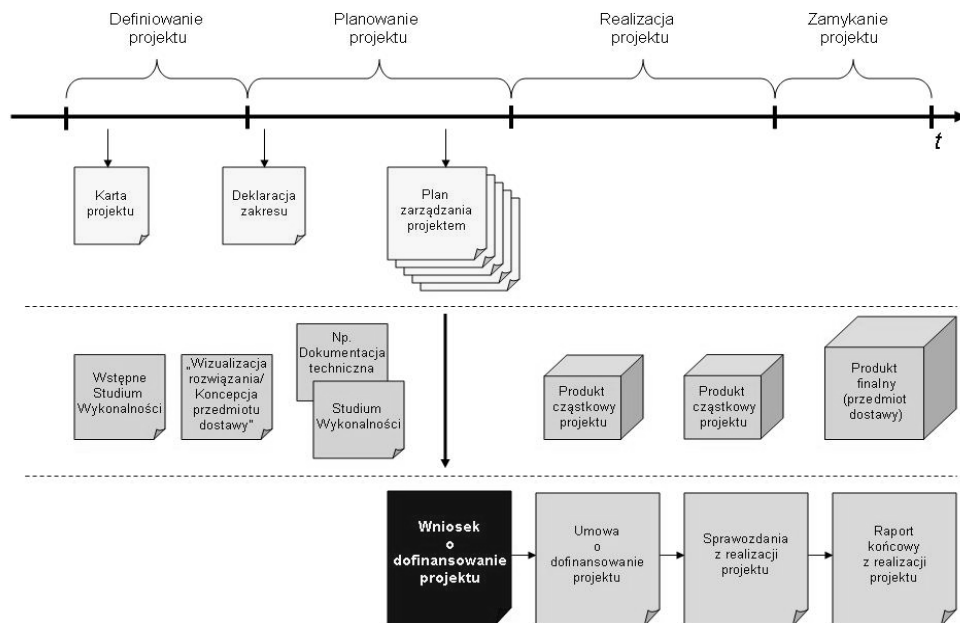 Definiowanie
projektu
Planowanie
projektu
Realizacja
projektu
Zamykanie
projektu
t
Karta
projektu
Deklaracja
zakresu
Plan
zarządzania
projektem
Wstępne
Studium
Wykonalności
„Wizualizacja
rozwiązania/
Koncepcja
przedmiotu
dostawy"
Np.
Dokumentacja
techniczna
Studium
Wykonalności
Produkt
cząstkowy
projektu
Produkt
cząstkowy
projektu
Produkt
finalny
(przedmiot
dostawy)
Wniosek
o
dofinansowanie
projektu
Umowa
o
dofinansowanie
projektu
Sprawozdania
z realizacji
projektu
Raport
końcowy
z realizacji
projektu